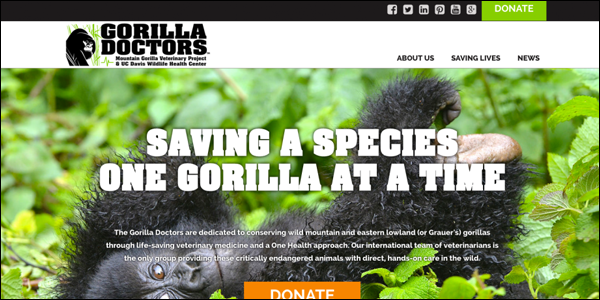 DONATE
GORILLA
DOCTORS
Mountain Gorilla Veterinary Project
& UC Davis Wildlife Health Center
ABOUT US SAVING LIVES NEWS
SAVING A SPECIES
ONE GORILLA AT A TIME
The Gorilla Doctors are dedicated to conserving wild mountain and eastern lowland (or Grauer's) gorillas
through life-saving veterinary medicine and a One Health approach. Our international team of veterinarians is
the only group providing these critically endangered animals with direct, hands-on care in the wild.
DONATE